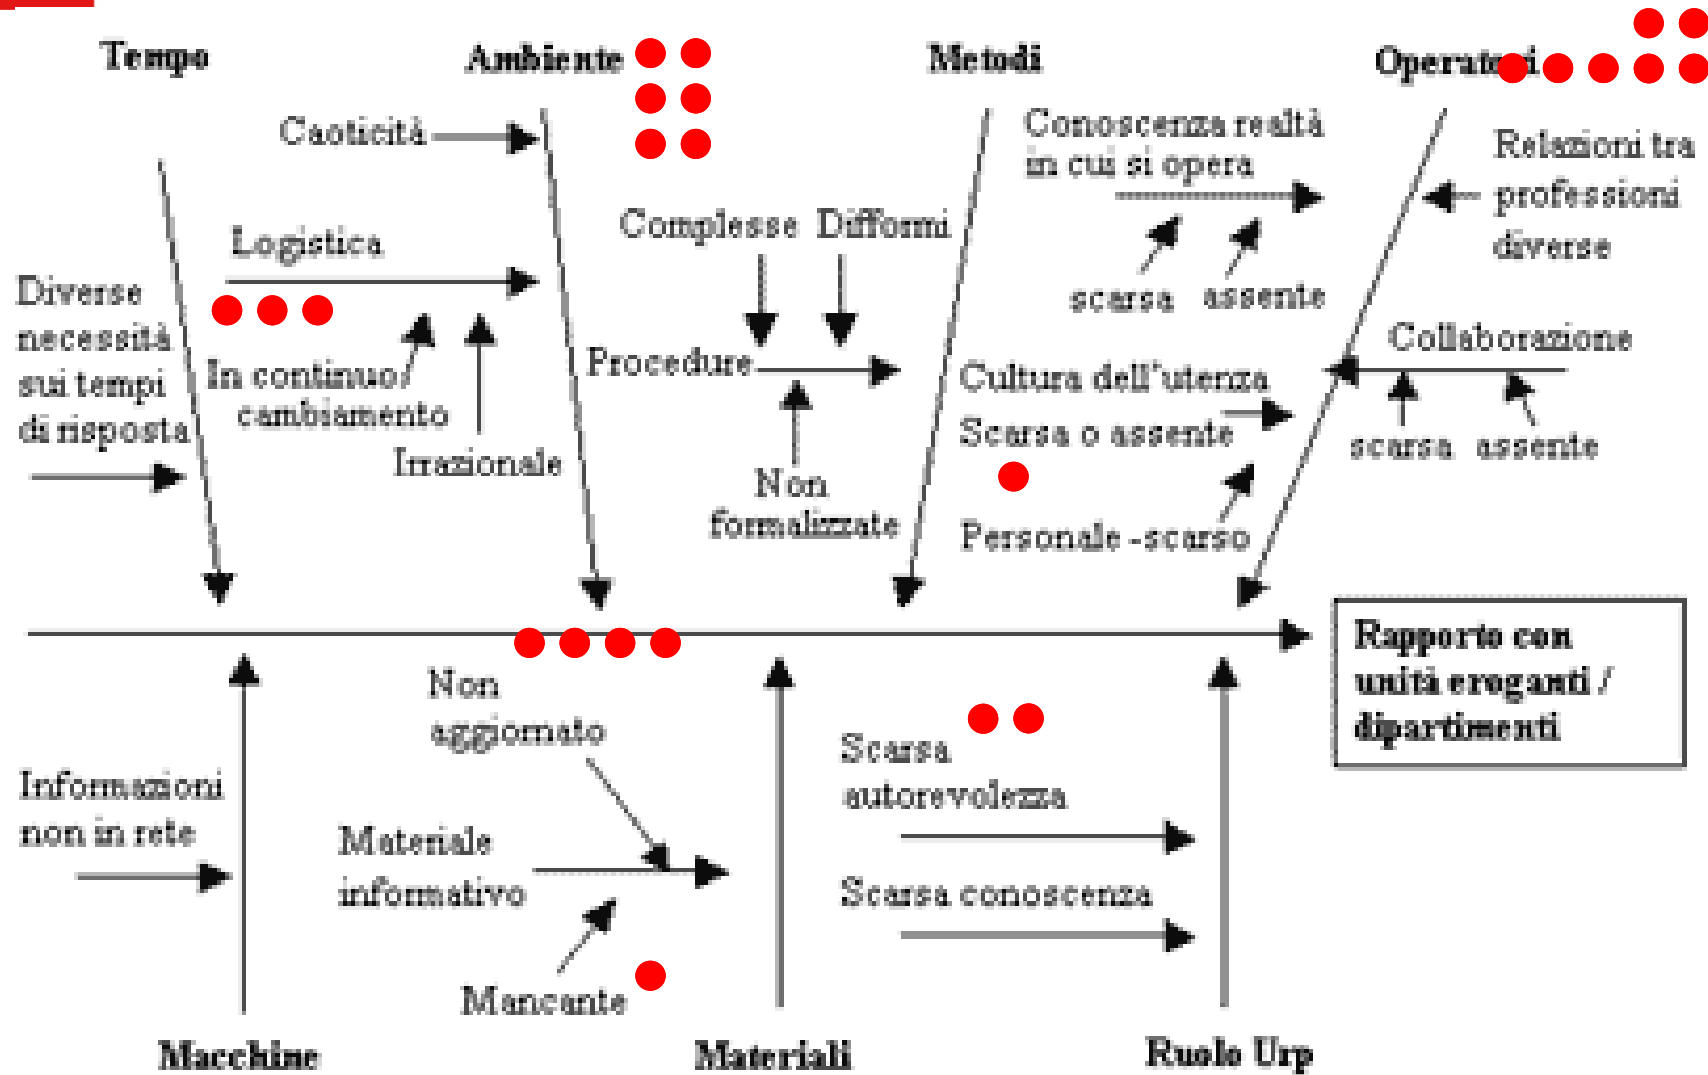 Tempo
Ambiente
Metodi
Operatori
Caoticità
Conoscenza realtà
in cui si opera
Relazioni tra
professioni
diverse
Logistica
Complesse
Difformi
scarsa
assente
Diverse
necessità
sui tempi
di risposta
In continuo
cambiamento
Irrazionale
Procedure
Non
formalizzate
Cultura dell'utenza
Scarsa o assente
Personale -scarso
Collaborazione
scarsa
assente
Rapporto con
unità eroganti /
dipartimenti
Non
aggiornato
Informazioni
non in rete
Materiale
informativo
Mancante
Scarsa
autorevolezza
Scarsa conoscenza
Macchine
Materiali
Ruolo Urp